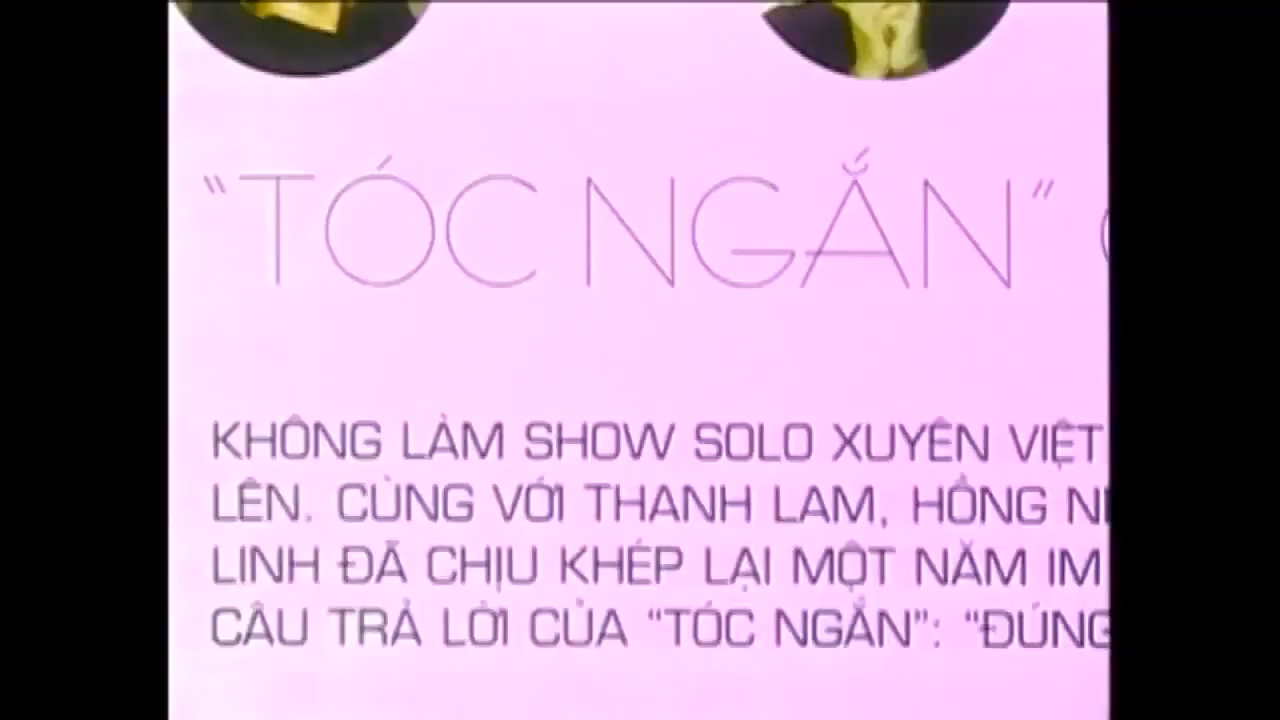 "TÓC NGẮN"
KHÔNG LÀM SHOW SOLO XUYÊN VIỆT
LÊN. CÙNG VỚI THANH LAM, HỒNG
LINH ĐÃ CHỊU KHÉP LẠI MỘT NĂM IM
CÂU TRẢ LỜI CỦA "TÓC NGẮN": "ĐÚNG